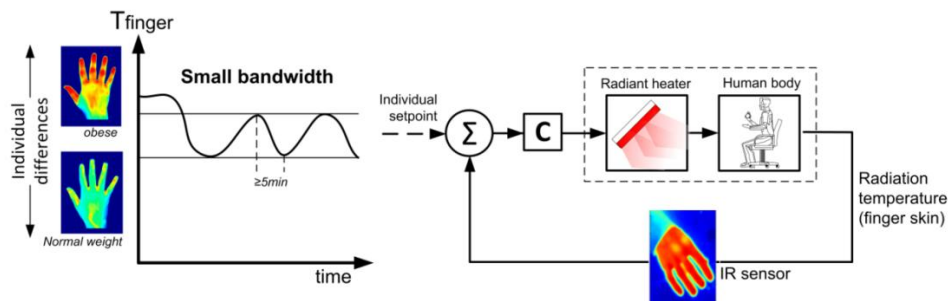 Tfinger
Individual
differences
obese
Normal weight
Small bandwidth
≥5min
time
Individual
setpoint
Σ
C
Radiant heater
Human body
Radiation
temperature
(finger skin)
IR sensor